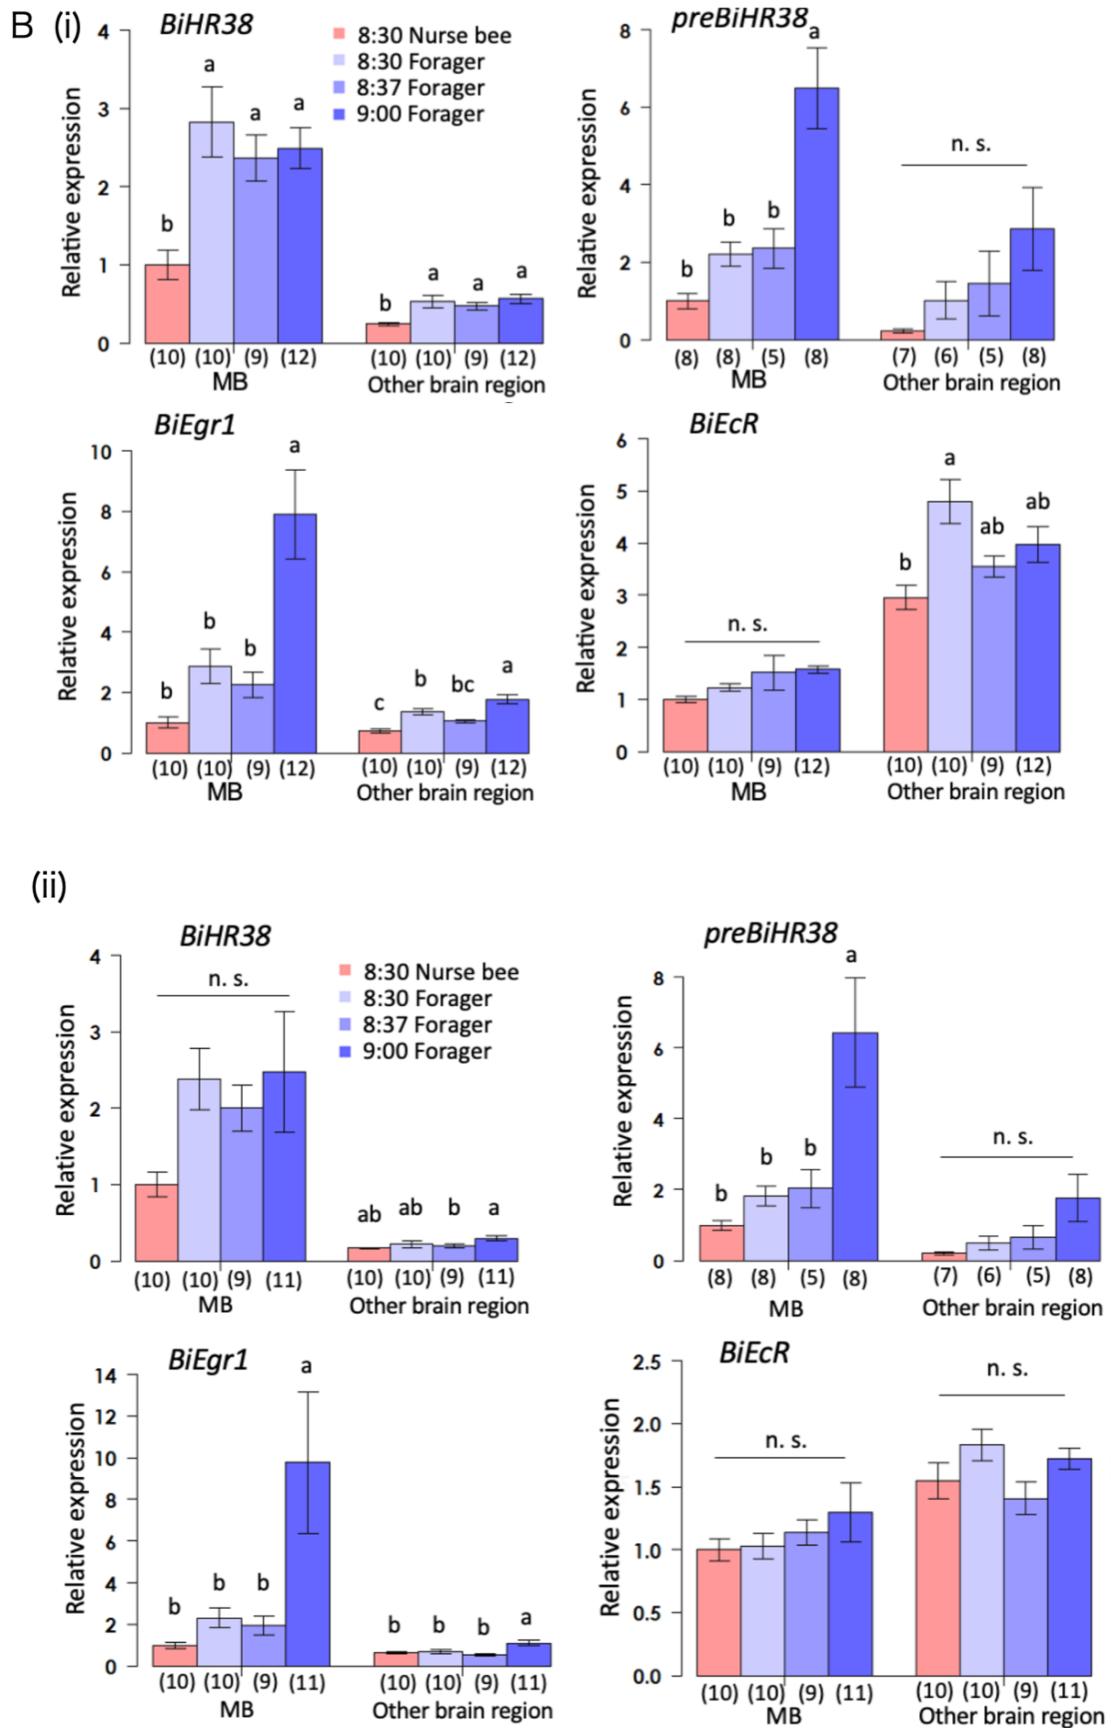 B (i)
BiHR38
8:30 Nurse bee
8:30 Forager
8:37 Forager
9:00 Forager
Relative expression
4
3
2
1
0
b a a a
b a a a
(10) (10) (9) (12) (10) (10) (9) (12)
MB Other brain region
preBiHR38
Relative expression
8
6
4
2
0
b b b a
n. s.
(8) (8) (5) (8) (7) (6) (5) (8)
MB Other brain region
BiEgr1
Relative expression
10
8
6
4
2
0
b b b a
c b bc a
(10) (10) (9) (12) (10) (10) (9) (12)
MB Other brain region
BiEcR
Relative expression
6
5
4
3
2
1
0
n. s.
b a ab ab
(10) (10) (9) (12) (10) (10) (9) (12)
MB Other brain region
(ii)
BiHR38
8:30 Nurse bee
8:30 Forager
8:37 Forager
9:00 Forager
Relative expression
4
3
2
1
0
n. s.
ab ab b a
(10) (10) (9) (11) (10) (10) (9) (11)
MB Other brain region
preBiHR38
Relative expression
8
6
4
2
0
b b b a
n. s.
(8) (8) (5) (8) (7) (6) (5) (8)
MB Other brain region
BiEgr1
Relative expression
14
12
10
8
6
4
2
0
b b b a
b b b a
(10) (10) (9) (11) (10) (10) (9) (11)
MB Other brain region
BiEcR
Relative expression
2.5
2.0
1.5
1.0
0.5
0.0
n. s.
n. s.
(10) (10) (9) (11) (10) (10) (9) (11)
MB Other brain region